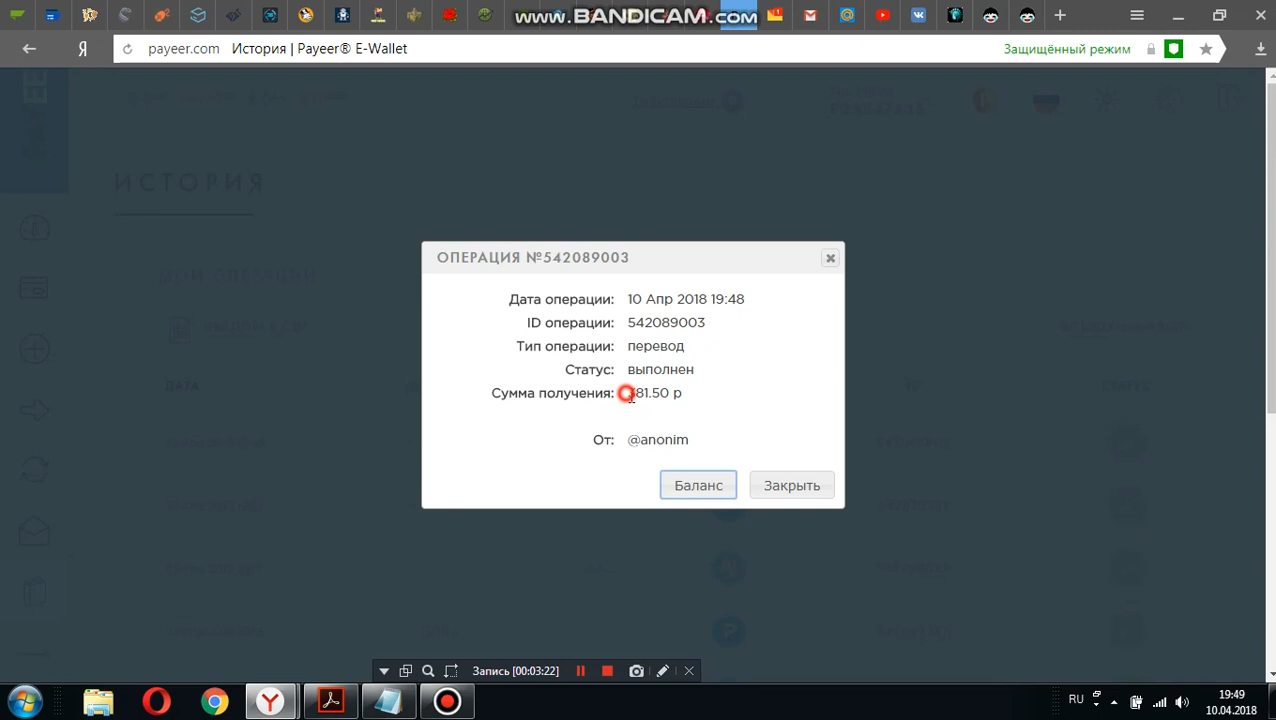 www.BANDICAM.com
Я payeer.com История | Payeer® E-Wallet Защищённый режим
ИСТОРИЯ
ОПЕРАЦИЯ №542089003
Дата операции: 10 Апр 2018 19:48
ID операции: 542089003
Тип операции: перевод
Статус: выполнен
Сумма получения: 81.50 р
От: @anonim
Баланс Закрыть
Запись [00:03:22]
RU 19:49
10.04.2018